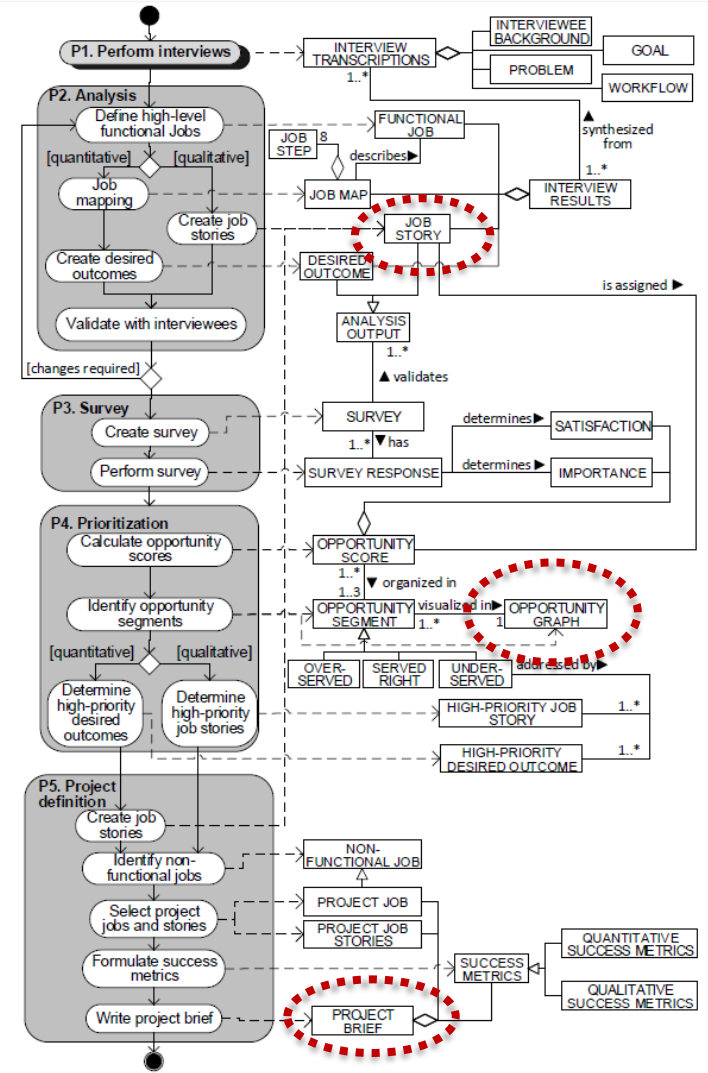 P1. Perform interviews
INTERVIEW
TRANSCRIPTIONS
1..*
INTERVIEWEE
BACKGROUND
GOAL
PROBLEM
WORKFLOW
P2. Analysis
Define high-level
functional Jobs
FUNCTIONAL
JOB
synthesized
from
[quantitative]
[qualitative]
JOB
STEP
8
describes
Job
mapping
JOB MAP
1..*
INTERVIEW
RESULTS
Create job
stories
JOB
STORY
Create desired
outcomes
DESIRED
OUTCOME
is assigned
Validate with interviewees
ANALYSIS
OUTPUT
1..*
[changes required]
validates
P3. Survey
Create survey
SURVEY
determines
SATISFACTION
1..*
has
Perform survey
SURVEY RESPONSE
determines
IMPORTANCE
P4. Prioritization
Calculate opportunity
scores
OPPORTUNITY
SCORE
1..*
organized in
1..3
Identify opportunity
segments
OPPORTUNITY
SEGMENT
visualized in
1..*
1
OPPORTUNITY
GRAPH
[quantitative]
[qualitative]
OVER-
SERVED
SERVED
RIGHT
UNDER-
SERVED
addressed by
Determine
high-priority
desired
outcomes
Determine
high-priority
job stories
HIGH-PRIORITY JOB
STORY
1..*
HIGH-PRIORITY
DESIRED OUTCOME
1..*
P5. Project
definition
Create job
stories
Identify non-
functional jobs
NON-
FUNCTIONAL JOB
Select project
jobs and stories
PROJECT JOB
PROJECT JOB
STORIES
Formulate success
metrics
SUCCESS
METRICS
QUANTITATIVE
SUCCESS METRICS
QUALITATIVE
SUCCESS METRICS
Write project brief
PROJECT
BRIEF